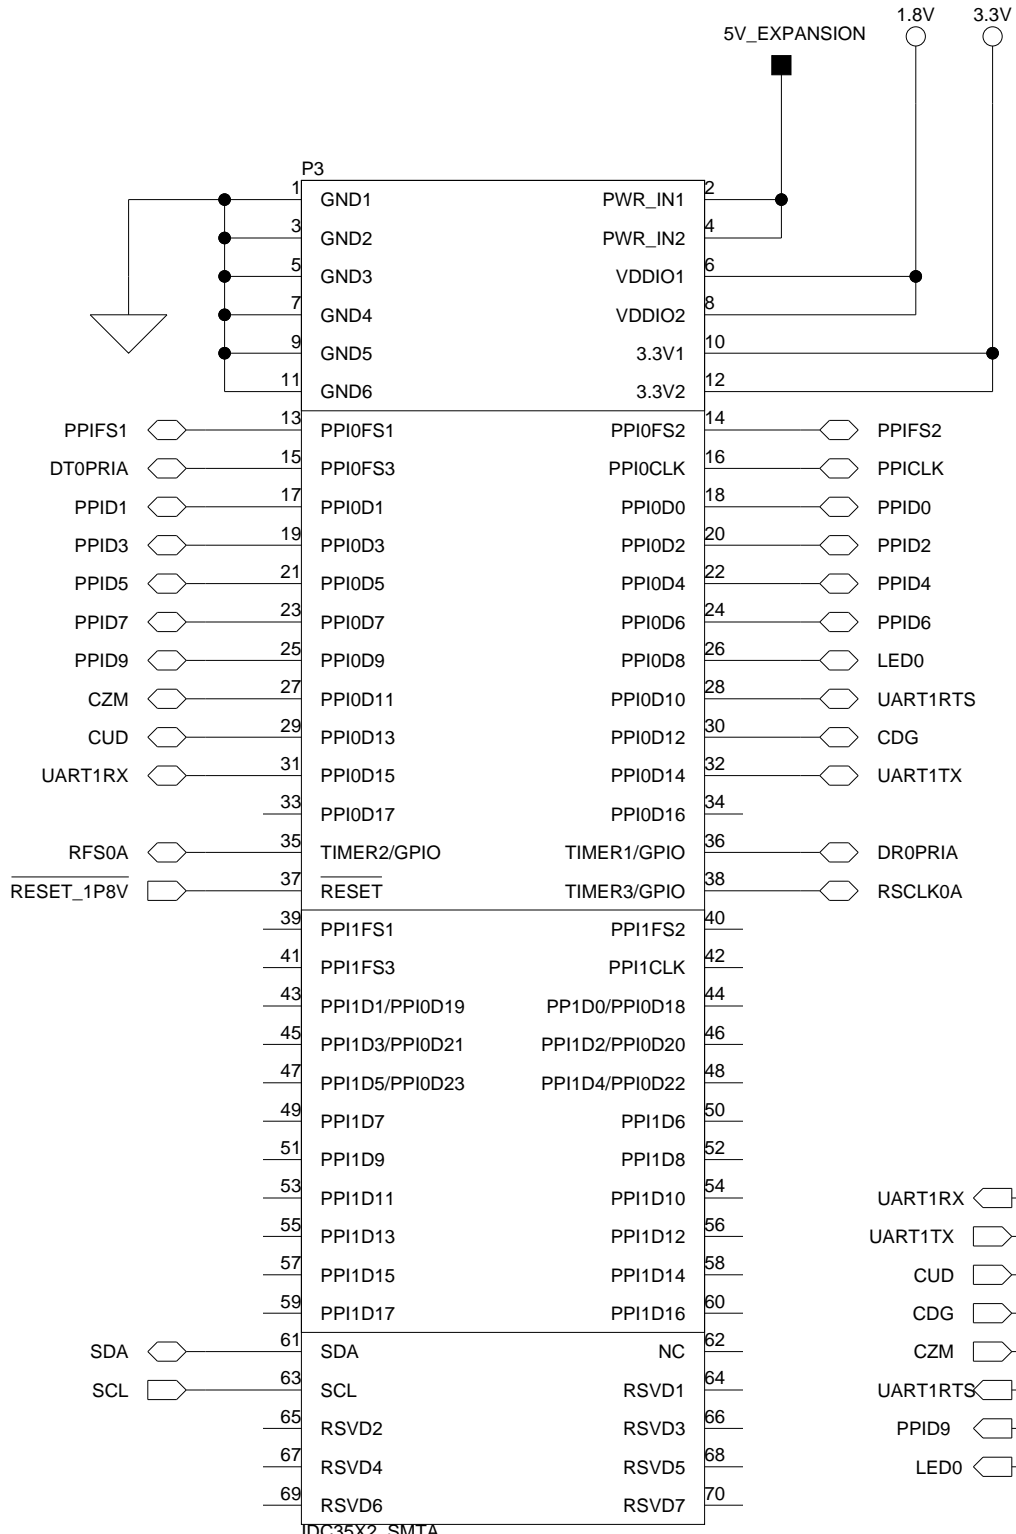 1.8V 3.3V
5V_EXPANSION
P3
1 GND1 PWR_IN1 2
3 GND2 PWR_IN2 4
5 GND3 VDDIO1 6
7 GND4 VDDIO2 8
9 GND5 3.3V1 10
11 GND6 3.3V2 12
PPIFS1 13 PPI0FS1 PPI0FS2 14 PPIFS2
DT0PRIA 15 PPI0FS3 PPI0CLK 16 PPICLK
PPID1 17 PPI0D1 PPI0D0 18 PPID0
PPID3 19 PPI0D3 PPI0D2 20 PPID2
PPID5 21 PPI0D5 PPI0D4 22 PPID4
PPID7 23 PPI0D7 PPI0D6 24 PPID6
PPID9 25 PPI0D9 PPI0D8 26 LED0
CZM 27 PPI0D11 PPI0D10 28 UART1RTS
CUD 29 PPI0D13 PPI0D12 30 CDG
UART1RX 31 PPI0D15 PPI0D14 32 UART1TX
33 PPI0D17 PPI0D16 34
RFS0A 35 TIMER2/GPIO TIMER1/GPIO 36 DR0PRIA
RESET_1P8V 37 RESET TIMER3/GPIO 38 RSCLK0A
39 PPI1FS1 PPI1FS2 40
41 PPI1FS3 PPI1CLK 42
43 PPI1D1/PPI0D19 PP1D0/PPI0D18 44
45 PPI1D3/PPI0D21 PPI1D2/PPI0D20 46
47 PPI1D5/PPI0D23 PPI1D4/PPI0D22 48
49 PPI1D7 PPI1D6 50
51 PPI1D9 PPI1D8 52
53 PPI1D11 PPI1D10 54 UART1RX
55 PPI1D13 PPI1D12 56 UART1TX
57 PPI1D15 PPI1D14 58 CUD
59 PPI1D17 PPI1D16 60 CDG
SDA 61 SDA NC 62 CZM
SCL 63 SCL RSVD1 64 UART1RTS
65 RSVD2 RSVD3 66 PPID9
67 RSVD4 RSVD5 68 LED0
69 RSVD6 RSVD7 70
IDC35X2_SMTA